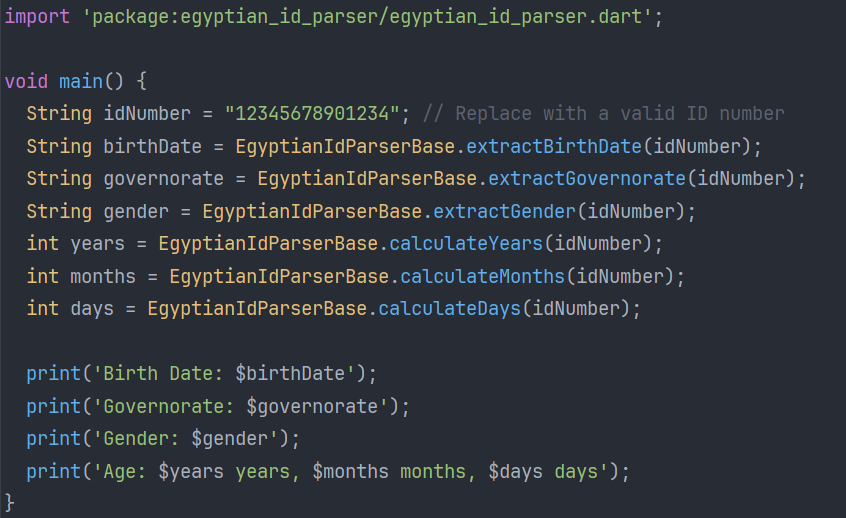 import 'package:egyptian_id_parser/egyptian_id_parser.dart';
void main() {
String idNumber = "12345678901234"; // Replace with a valid ID number
String birthDate = EgyptianIdParserBase.extractBirthDate(idNumber);
String governorate = EgyptianIdParserBase.extractGovernorate(idNumber);
String gender = EgyptianIdParserBase.extractGender(idNumber);
int years = EgyptianIdParserBase.calculateYears(idNumber);
int months = EgyptianIdParserBase.calculateMonths(idNumber);
int days = EgyptianIdParserBase.calculateDays(idNumber);
print('Birth Date: $birthDate');
print('Governorate: $governorate');
print('Gender: $gender');
print('Age: $years years, $months months, $days days');
}